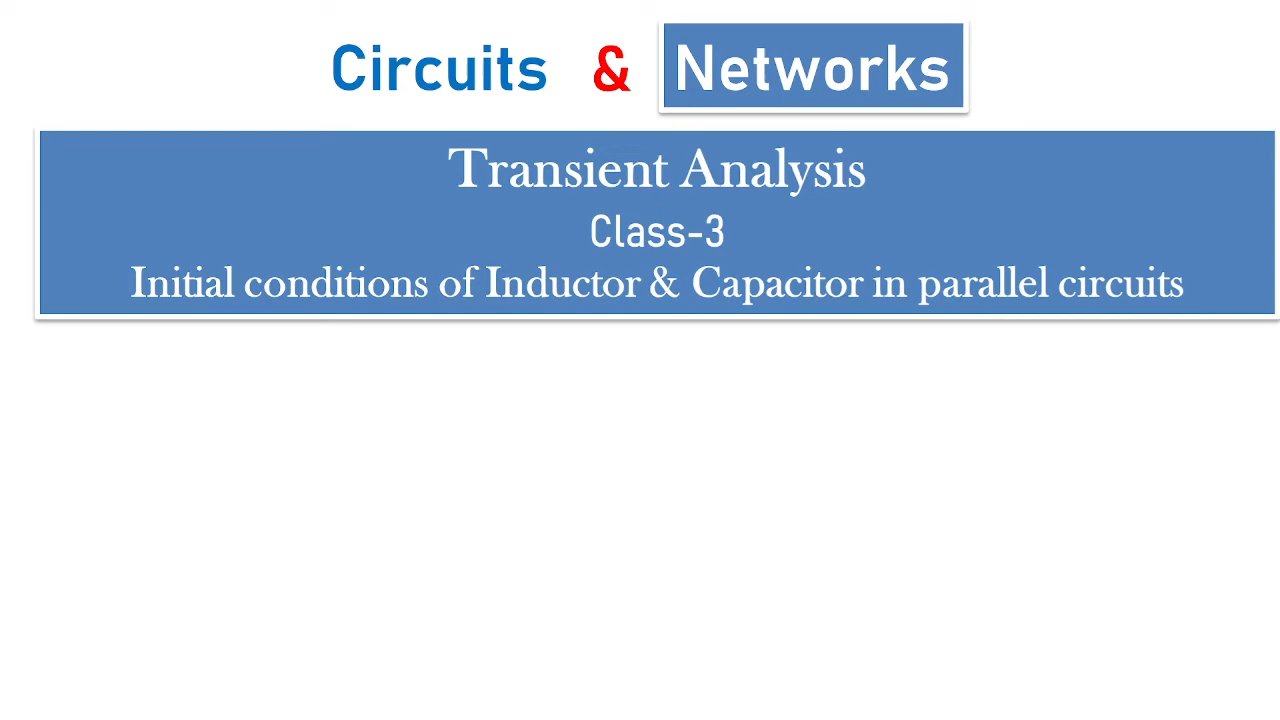 Circuits & Networks
Transient Analysis
Class-3
Initial conditions of Inductor & Capacitor in parallel circuits